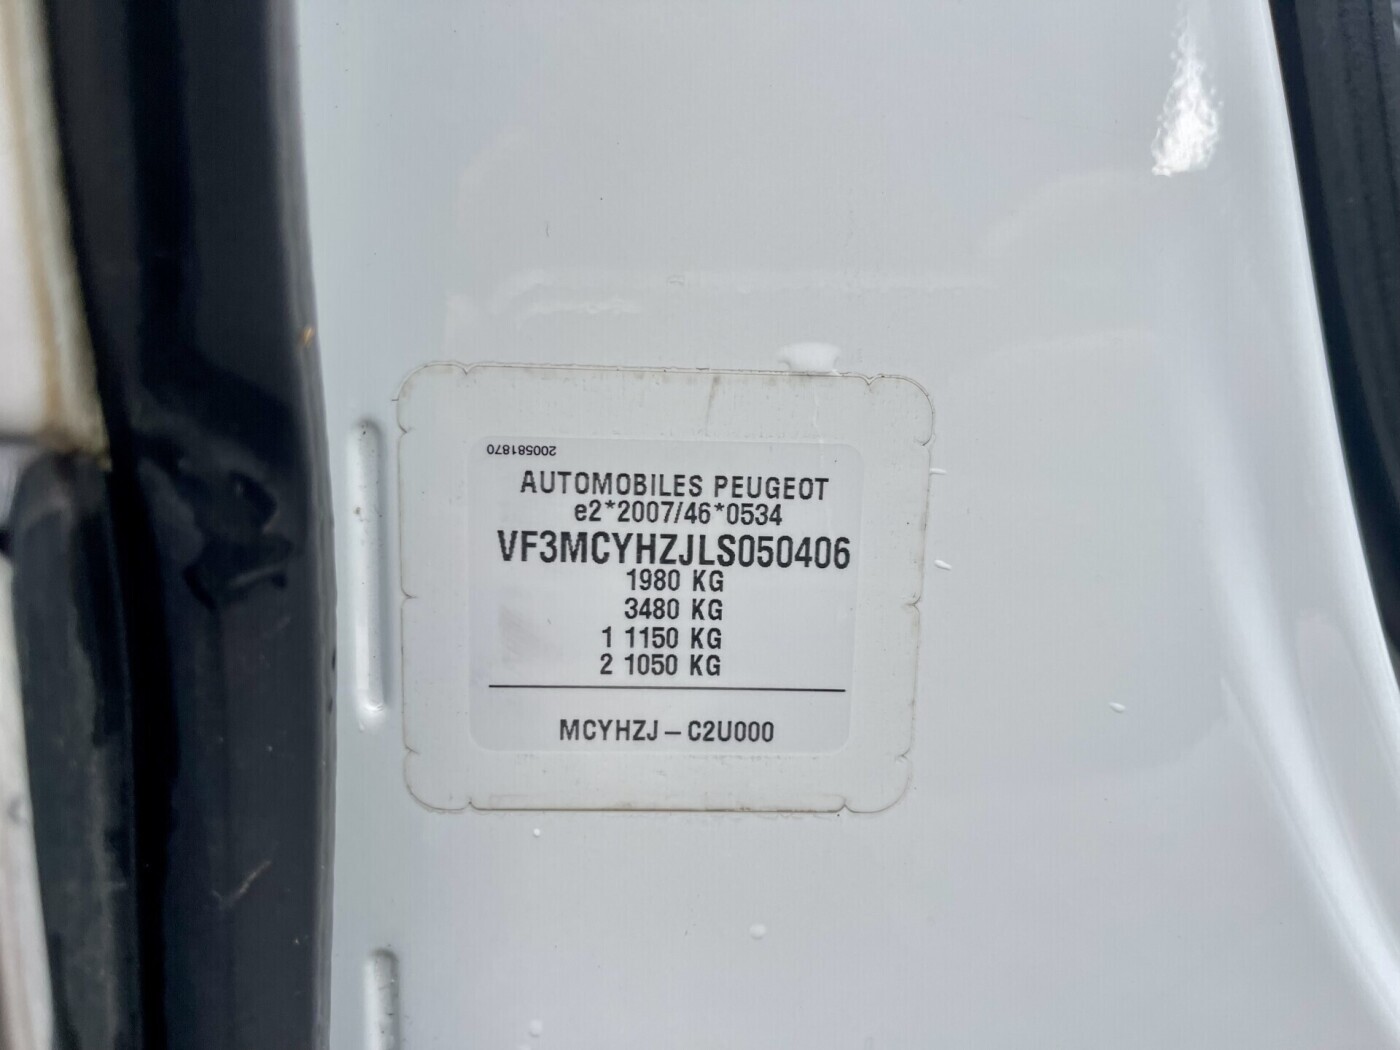 200581870
AUTOMOBILES PEUGEOT
e2*2007/46*0534
VF3MCYHZJLS050406
1980 KG
3480 KG
1 1150 KG
2 1050 KG
MCYHZJ – C2U000